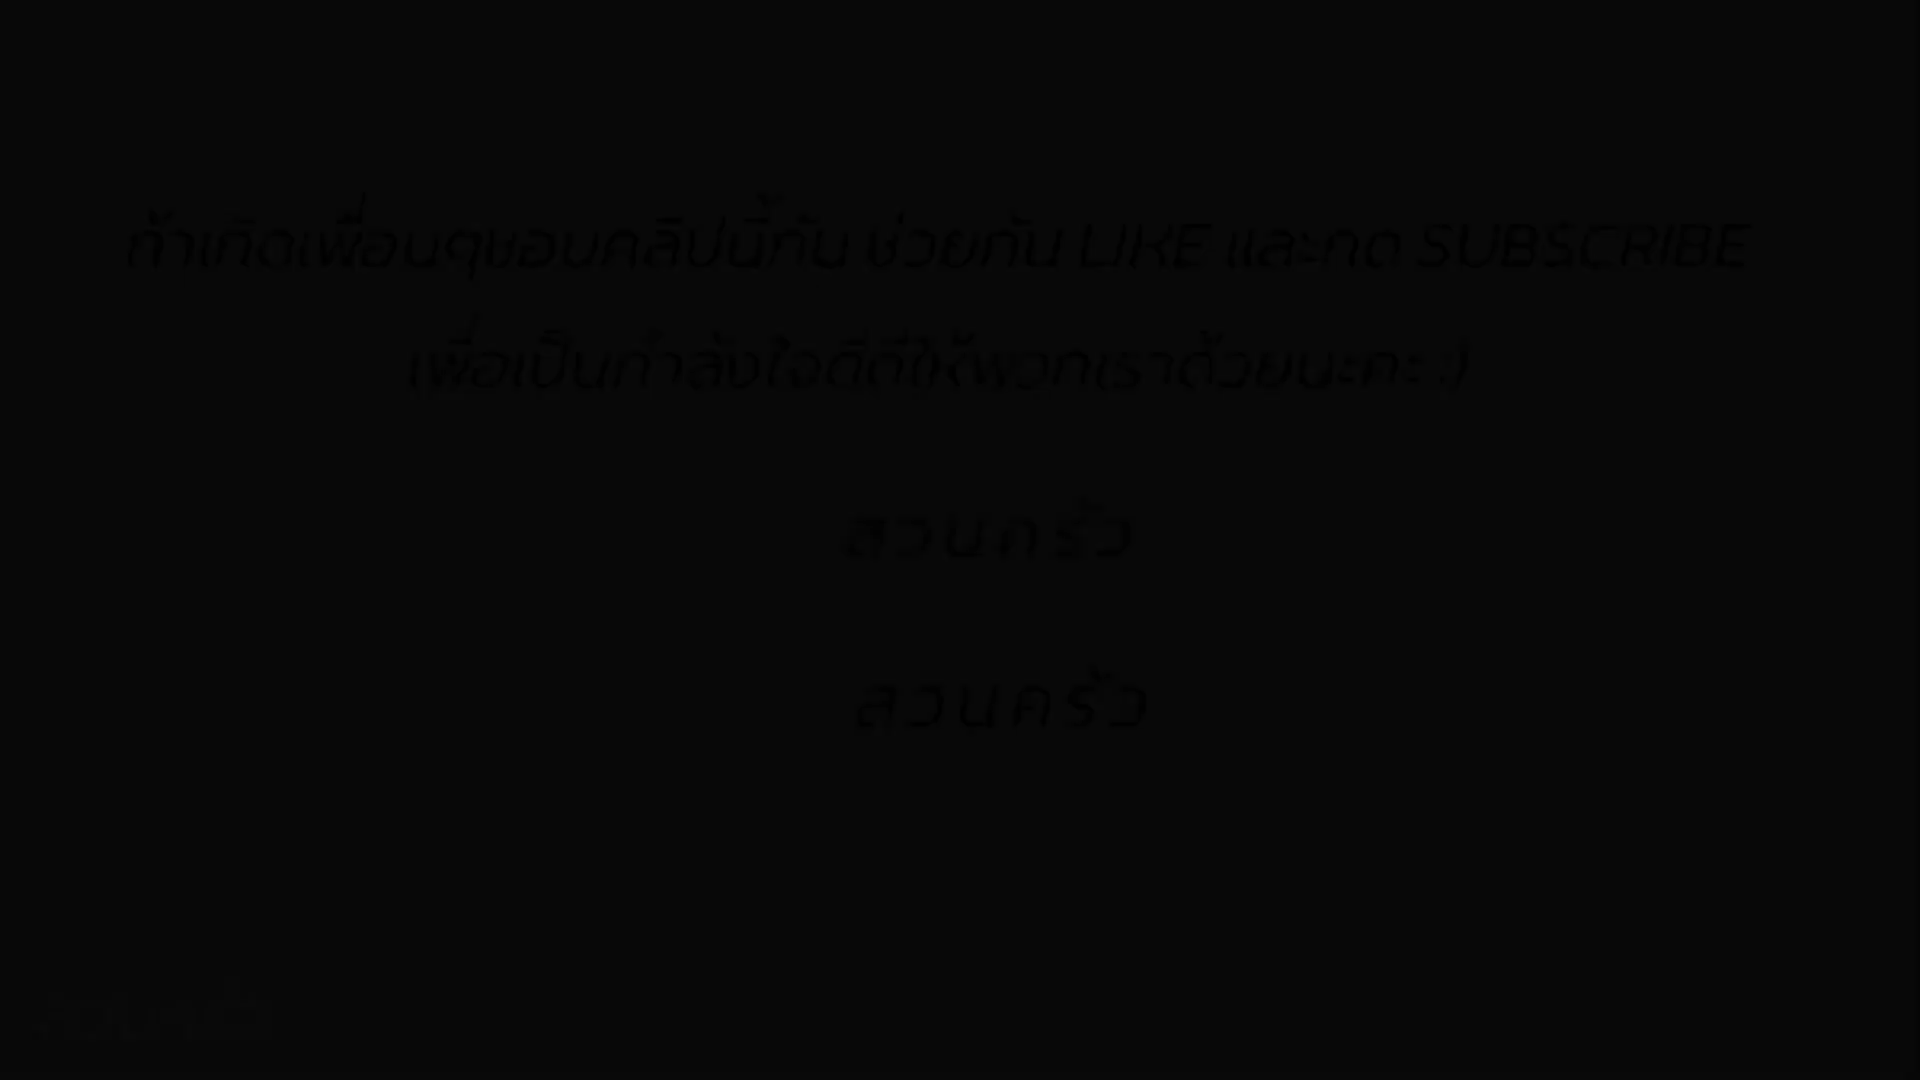 ถ้าเกิดเพื่อนๆชอบคลิปนี้กัน ช่วยกัน LIKE และกด SUBSCRIBE
เพื่อเป็นกำลังใจดีดีให้พวกเราด้วยนะคะ :)
สวนครัว
สวนครัว